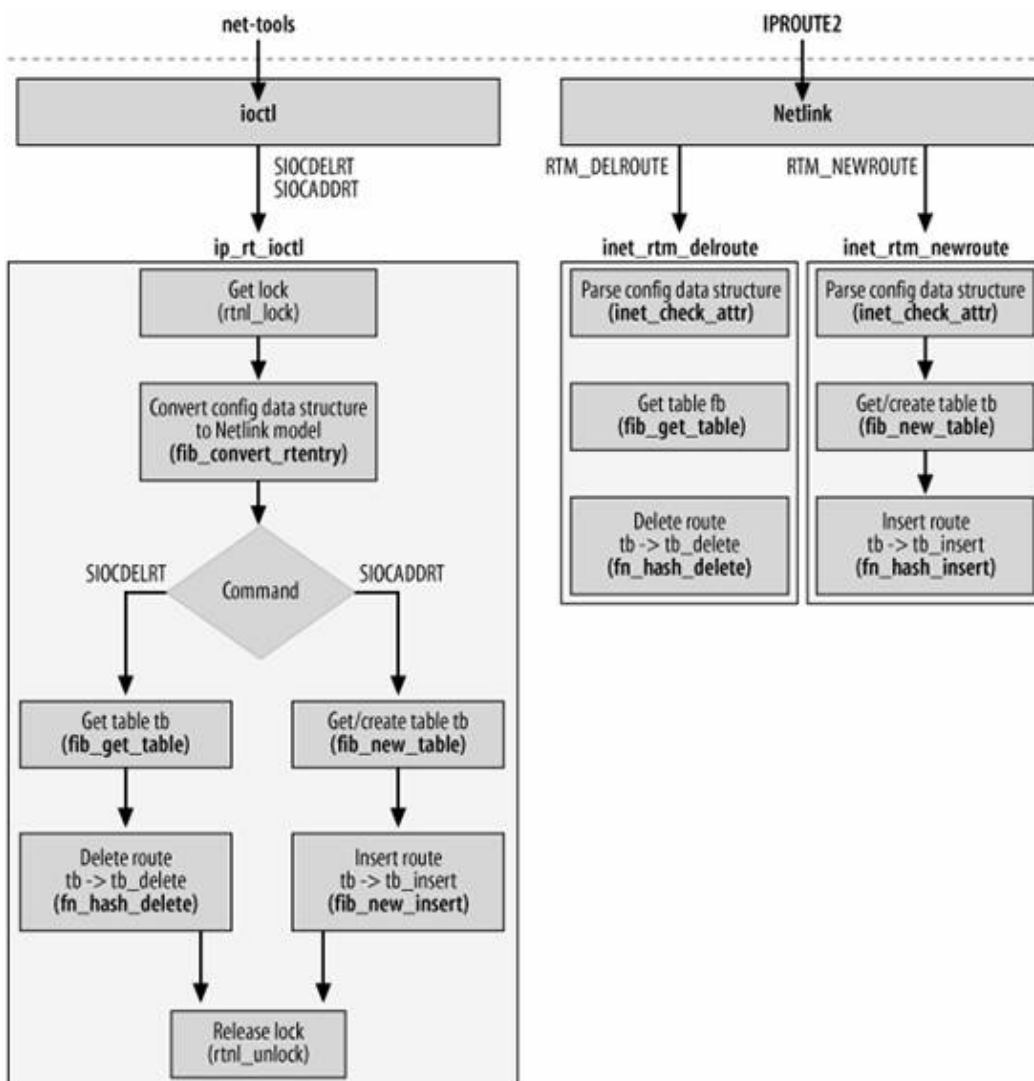 net-tools
IPROUTE2
ioctl
Netlink
SIOCDELRT
SIOCADDRT
RTM_DELROUTE
RTM_NEWROUTE
ip_rt_ioctl
inet_rtm_delroute
inet_rtm_newroute
Get lock
(rtnl_lock)
Convert config data structure
to Netlink model
(fib_convert_rtentry)
SIOCDELRT
Command
SIOCADDRT
Get table tb
(fib_get_table)
Get/create table tb
(fib_new_table)
Delete route
tb -> tb_delete
(fn_hash_delete)
Insert route
tb -> tb_insert
(fib_new_insert)
Release lock
(rtnl_unlock)
Parse config data structure
(inet_check_attr)
Get table fb
(fib_get_table)
Delete route
tb -> tb_delete
(fn_hash_delete)
Parse config data structure
(inet_check_attr)
Get/create table tb
(fib_new_table)
Insert route
tb -> tb_insert
(fn_hash_insert)